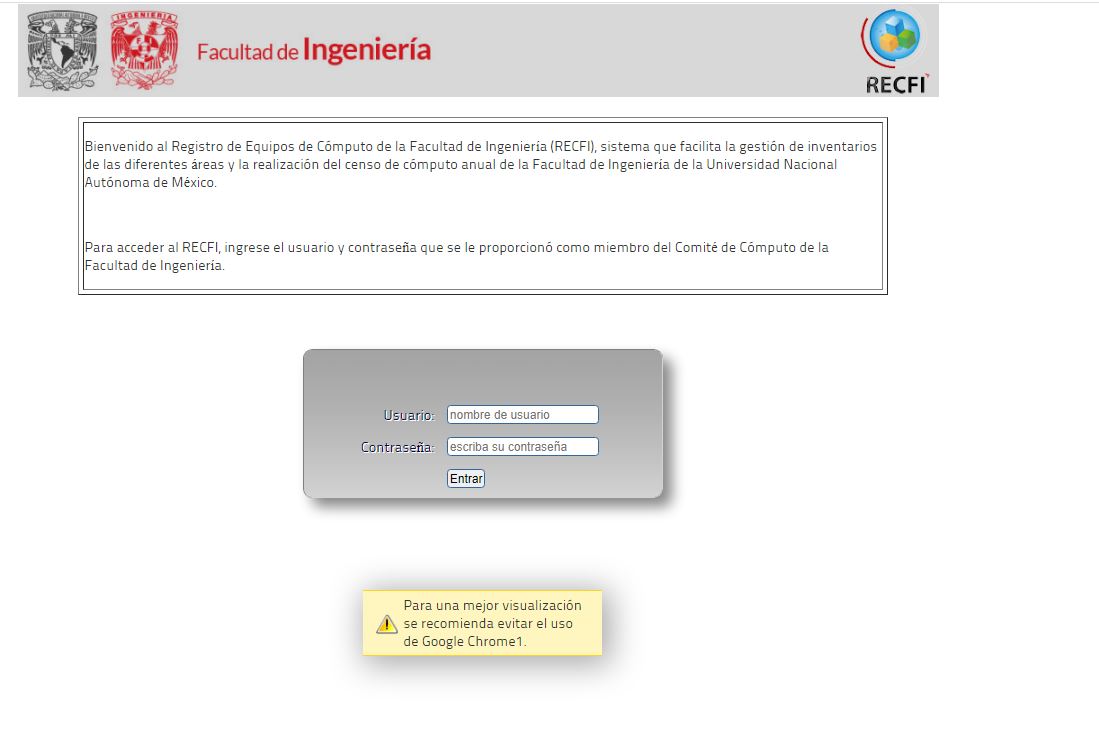 INGENIERIA
Facultad de Ingeniería
RECFI
Bienvenido al Registro de Equipos de Cómputo de la Facultad de Ingeniería (RECFI), sistema que facilita la gestión de inventarios
de las diferentes áreas y la realización del censo de cómputo anual de la Facultad de Ingeniería de la Universidad Nacional
Autónoma de México.
Para acceder al RECFI, ingrese el usuario y contraseña que se le proporcionó como miembro del Comité de Cómputo de la
Facultad de Ingeniería.
Usuario: nombre de usuario
Contraseña: escriba su contraseña
Entrar
Para una mejor visualización
se recomienda evitar el uso
de Google Chrome1.